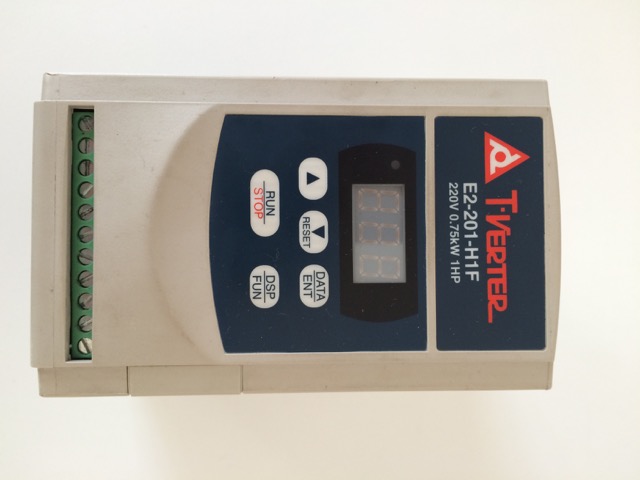 T-VERTER
E2-201-H1F
220V 0.75kW 1HP
▲
▼
RESET
DATA
ENT
RUN
STOP
DSP
FUN